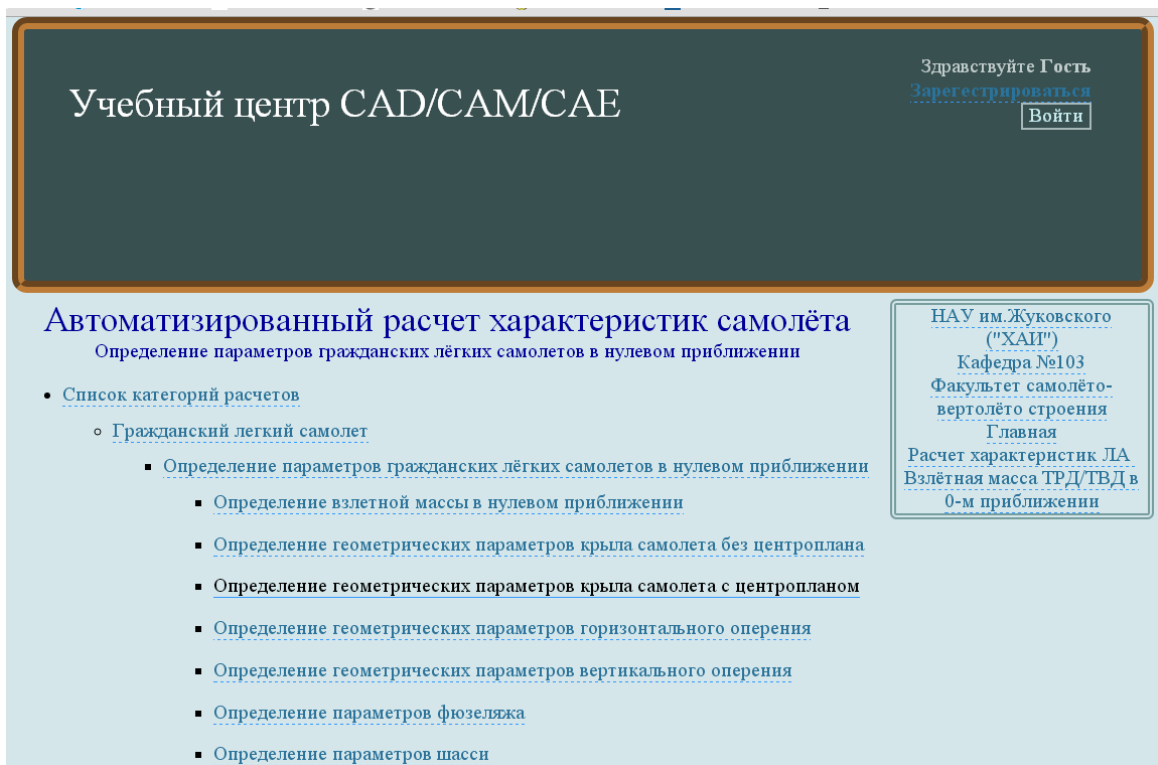 Учебный центр CAD/CAM/CAE
Здравствуйте Гость
Зарегестрироваться
Войти
Автоматизированный расчет характеристик самолёта
Определение параметров гражданских лёгких самолетов в нулевом приближении
Список категорий расчетов
Гражданский легкий самолет
Определение параметров гражданских лёгких самолетов в нулевом приближении
Определение взлетной массы в нулевом приближении
Определение геометрических параметров крыла самолета без центроплана
Определение геометрических параметров крыла самолета с центропланом
Определение геометрических параметров горизонтального оперения
Определение геометрических параметров вертикального оперения
Определение параметров фюзеляжа
Определение параметров шасси
НАУ им.Жуковского
("ХАИ")
Кафедра №103
Факультет самолёто-
вертолёто строения
Главная
Расчет характеристик ЛА
Взлётная масса ТРД/ТВД в
0-м приближении